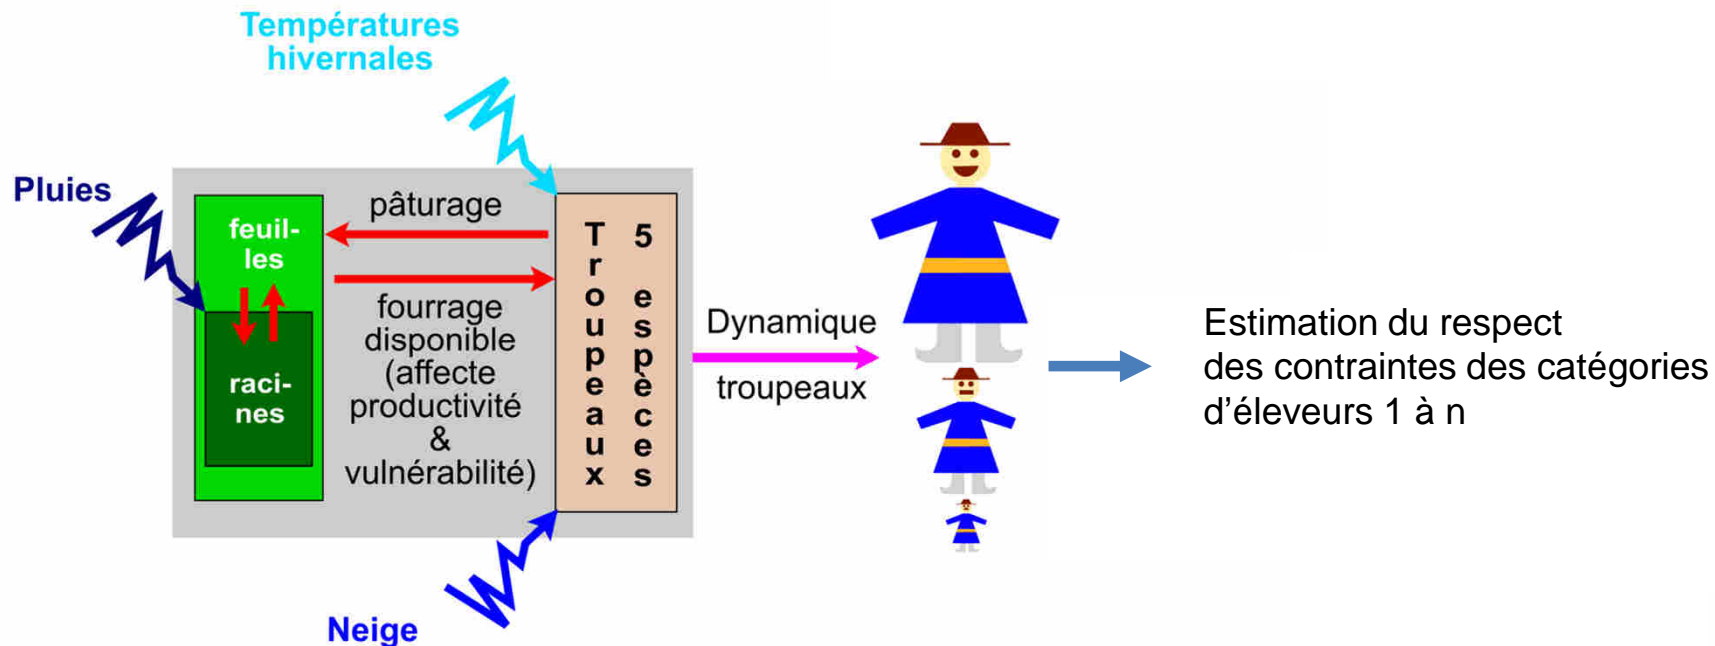 Températures
hivernales
Pluies
pâturage
feuil-
les
raci-
nes
fourrage
disponible
(affecte
productivité
&
vulnérabilité)
Troupeaux
5 espèces
Neige
Dynamique
troupeaux
Estimation du respect
des contraintes des catégories
d’éleveurs 1 à n